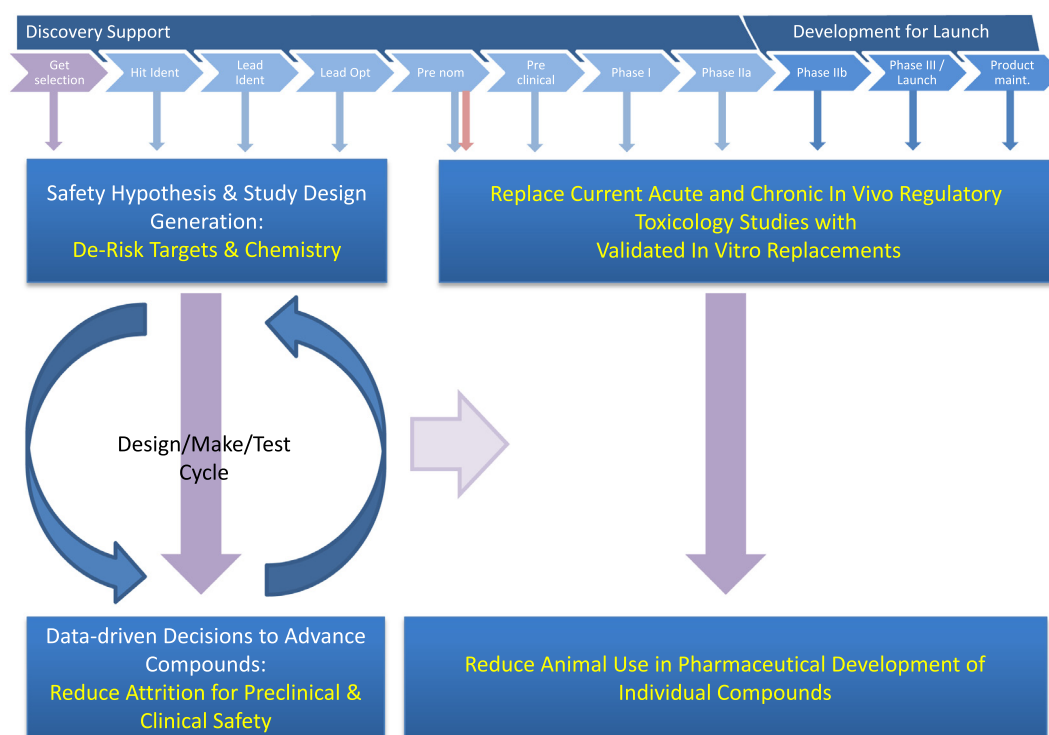 Discovery Support
Development for Launch
Get
selection
Hit Ident
Lead
Ident
Lead Opt
Pre nom
Pre
clinical
Phase I
Phase IIa
Phase IIb
Phase III /
Launch
Product
maint.
Safety Hypothesis & Study Design
Generation:
De-Risk Targets & Chemistry
Replace Current Acute and Chronic In Vivo Regulatory
Toxicology Studies with
Validated In Vitro Replacements
Design/Make/Test
Cycle
Data-driven Decisions to Advance
Compounds:
Reduce Attrition for Preclinical &
Clinical Safety
Reduce Animal Use in Pharmaceutical Development of
Individual Compounds